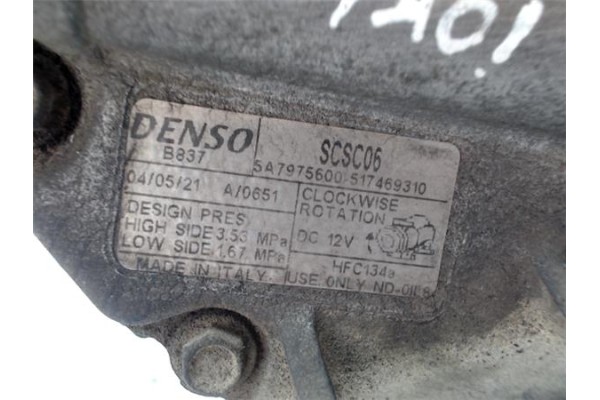 DENSO SCSC06
B837 5A7975600-517469310
04/05/21 A/0651 CLOCKWISE
ROTATION
DESIGN PRES.
HIGH SIDE 3.53 MPa DC 12V
LOW SIDE 1.67 MPa HFC134a
MADE IN ITALY USE ONLY ND-OIL8